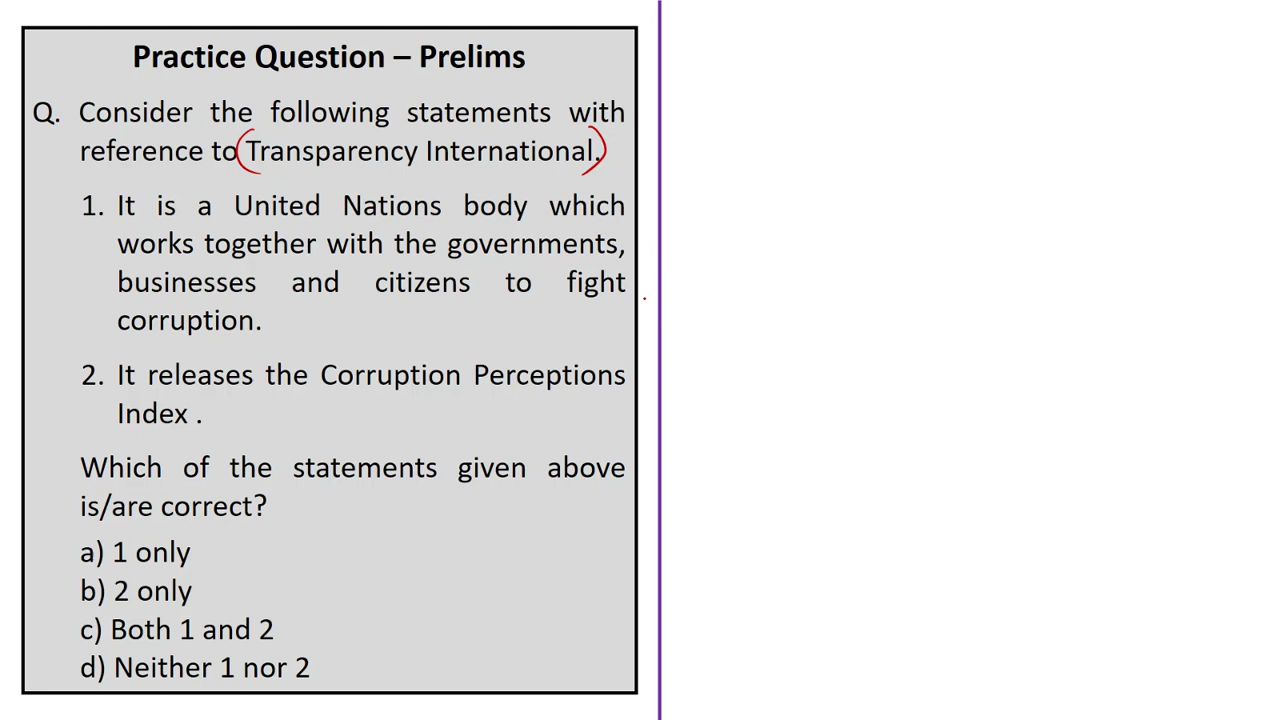 Practice Question – Prelims
Q. Consider the following statements with
reference to Transparency International.
1. It is a United Nations body which
works together with the governments,
businesses and citizens to fight
corruption.
2. It releases the Corruption Perceptions
Index .
Which of the statements given above
is/are correct?
a) 1 only
b) 2 only
c) Both 1 and 2
d) Neither 1 nor 2